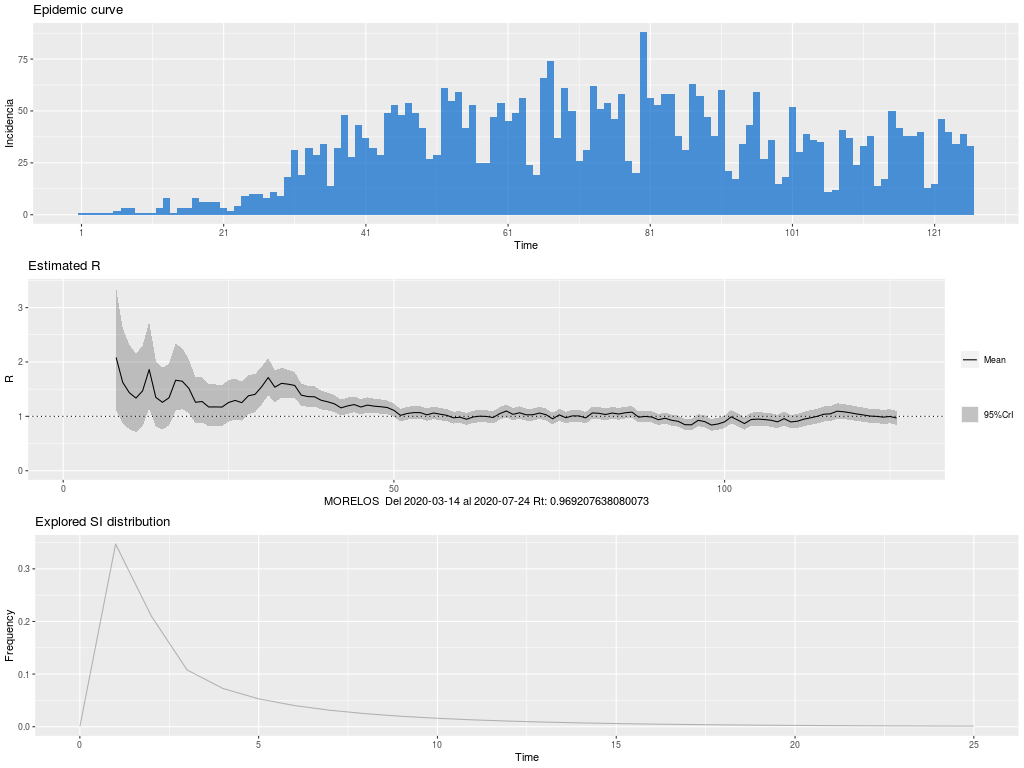 Epidemic curve
75
50
25
0
Incidencia
1 21 41 61 81 101 121
Time
Estimated R
3
2
1
0
R
Mean
95%CrI
0 50 100
MORELOS Del 2020-03-14 al 2020-07-24 Rt: 0.969207638080073
Explored SI distribution
0.3
0.2
0.1
0.0
Frequency
0 5 10 15 20 25
Time